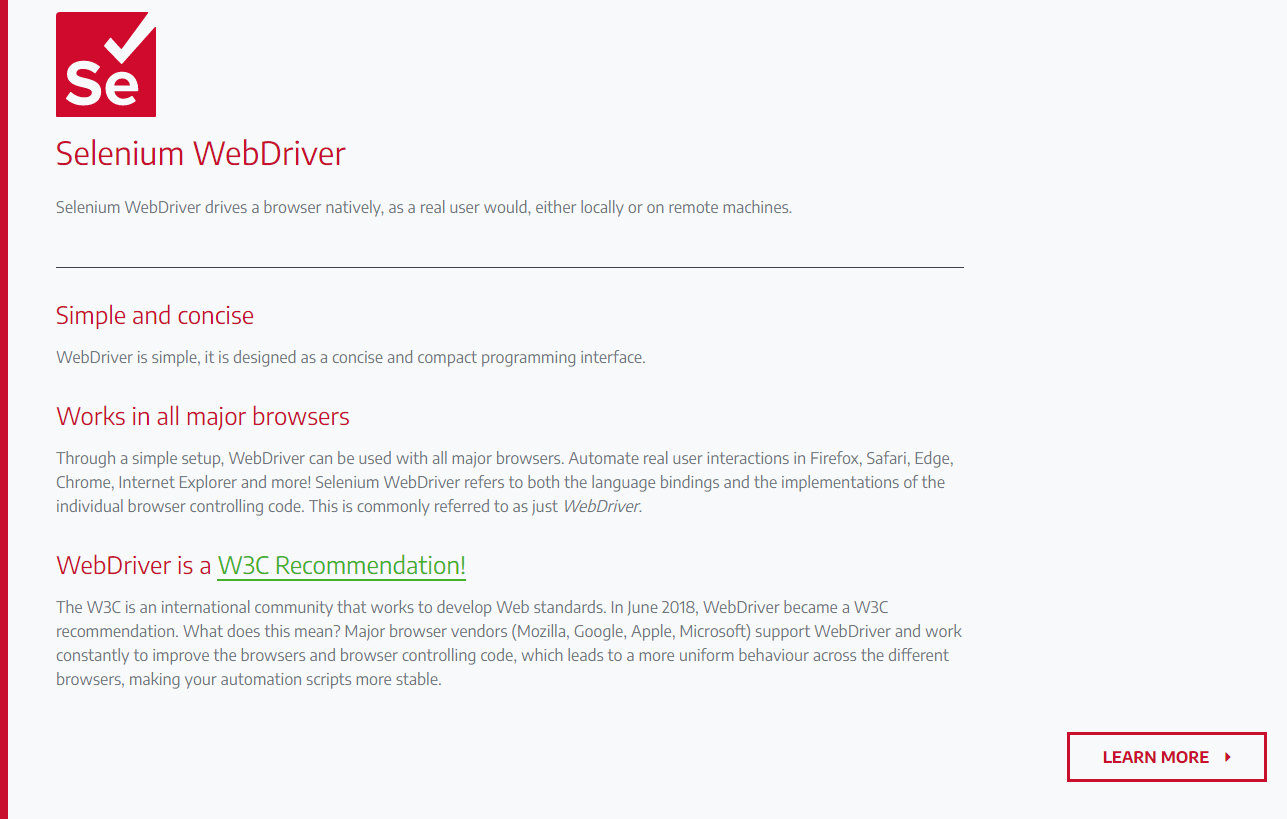 Se
Selenium WebDriver
Selenium WebDriver drives a browser natively, as a real user would, either locally or on remote machines.
Simple and concise
WebDriver is simple, it is designed as a concise and compact programming interface.
Works in all major browsers
Through a simple setup, WebDriver can be used with all major browsers. Automate real user interactions in Firefox, Safari, Edge,
Chrome, Internet Explorer and more! Selenium WebDriver refers to both the language bindings and the implementations of the
individual browser controlling code. This is commonly referred to as just WebDriver.
WebDriver is a W3C Recommendation!
The W3C is an international community that works to develop Web standards. In June 2018, WebDriver became a W3C
recommendation. What does this mean? Major browser vendors (Mozilla, Google, Apple, Microsoft) support WebDriver and work
constantly to improve the browsers and browser controlling code, which leads to a more uniform behaviour across the different
browsers, making your automation scripts more stable.
LEARN MORE